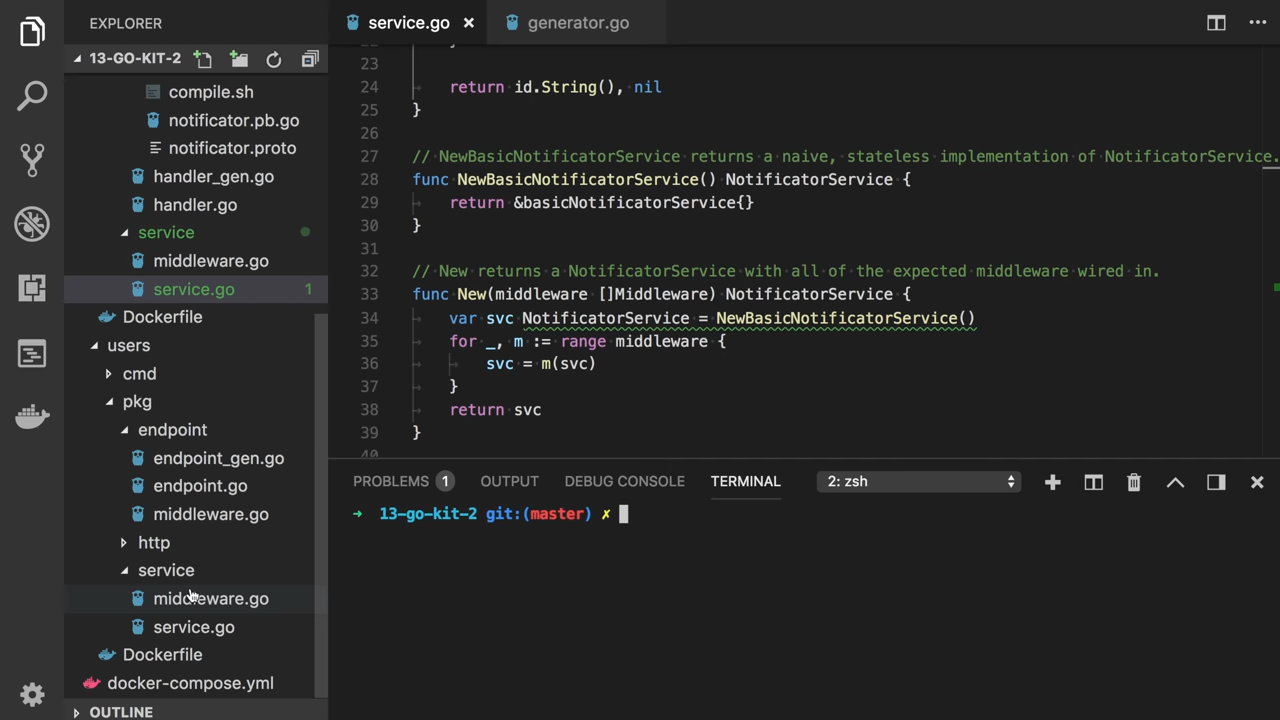 EXPLORER
13-GO-KIT-2
compile.sh
notificator.pb.go
notificator.proto
handler_gen.go
handler.go
service
middleware.go
service.go 1
Dockerfile
users
cmd
pkg
endpoint
endpoint_gen.go
endpoint.go
middleware.go
http
service
middleware.go
service.go
Dockerfile
docker-compose.yml
OUTLINE
service.go
generator.go
22 }
23
24 return id.String(), nil
25 }
26
27 // NewBasicNotificatorService returns a naive, stateless implementation of NotificatorService.
28 func NewBasicNotificatorService() NotificatorService {
29 return &basicNotificatorService{}
30 }
31
32 // New returns a NotificatorService with all of the expected middleware wired in.
33 func New(middleware []Middleware) NotificatorService {
34 var svc NotificatorService = NewBasicNotificatorService()
35 for _, m := range middleware {
36 svc = m(svc)
37 }
38 return svc
39 }
40
PROBLEMS 1 OUTPUT DEBUG CONSOLE TERMINAL 2: zsh
➜ 13-go-kit-2 git:(master) ✗